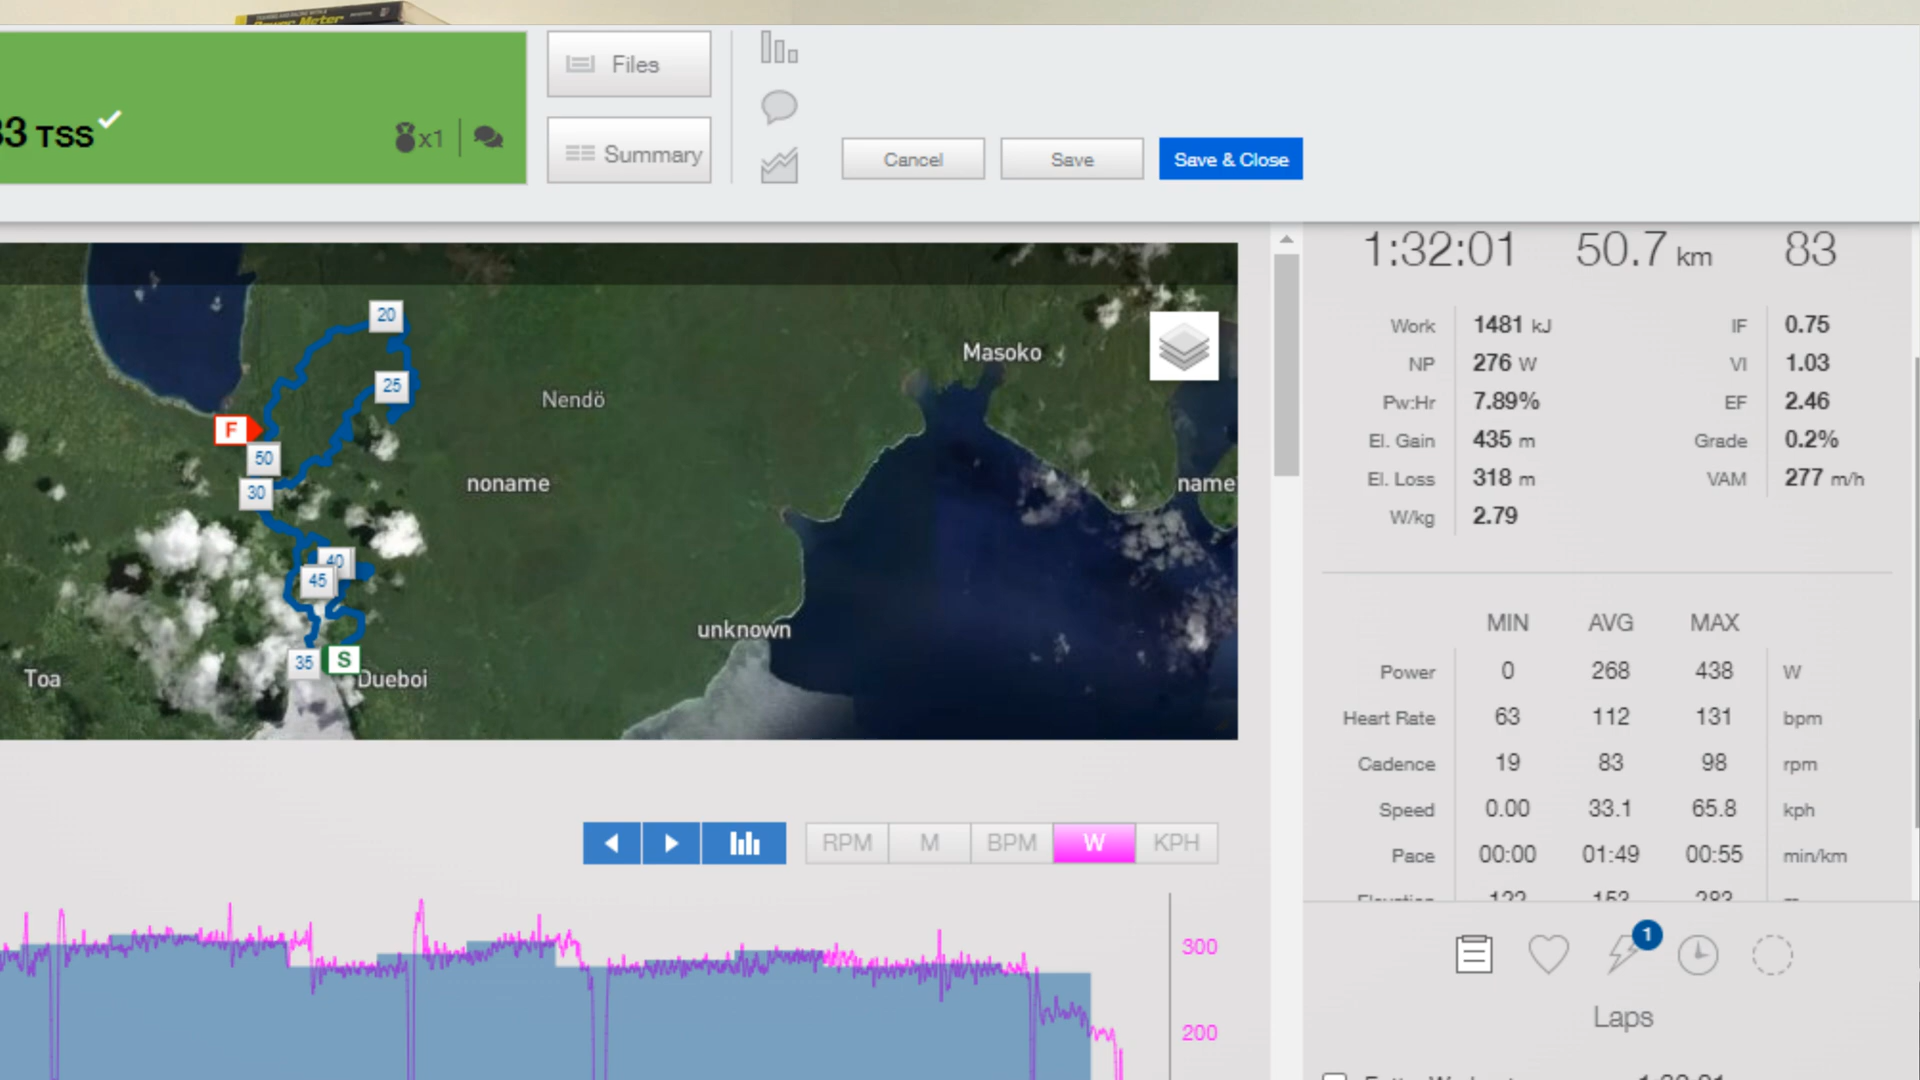 Power Meter
33 TSS
x1
Files
Summary
Cancel
Save
Save & Close
1:32:01 50.7 km 83
Work 1481 kJ IF 0.75
NP 276 W VI 1.03
Pw:Hr 7.89% EF 2.46
El. Gain 435 m Grade 0.2%
El. Loss 318 m VAM 277 m/h
W/kg 2.79
MIN AVG MAX
Power 0 268 438 W
Heart Rate 63 112 131 bpm
Cadence 19 83 98 rpm
Speed 0.00 33.1 65.8 kph
Pace 00:00 01:49 00:55 min/km
1
Laps
20
25
F
50
30
40
45
35
S
Masoko
Nendö
noname
name
unknown
Toa
Dueboi
RPM M BPM W KPH
300
200